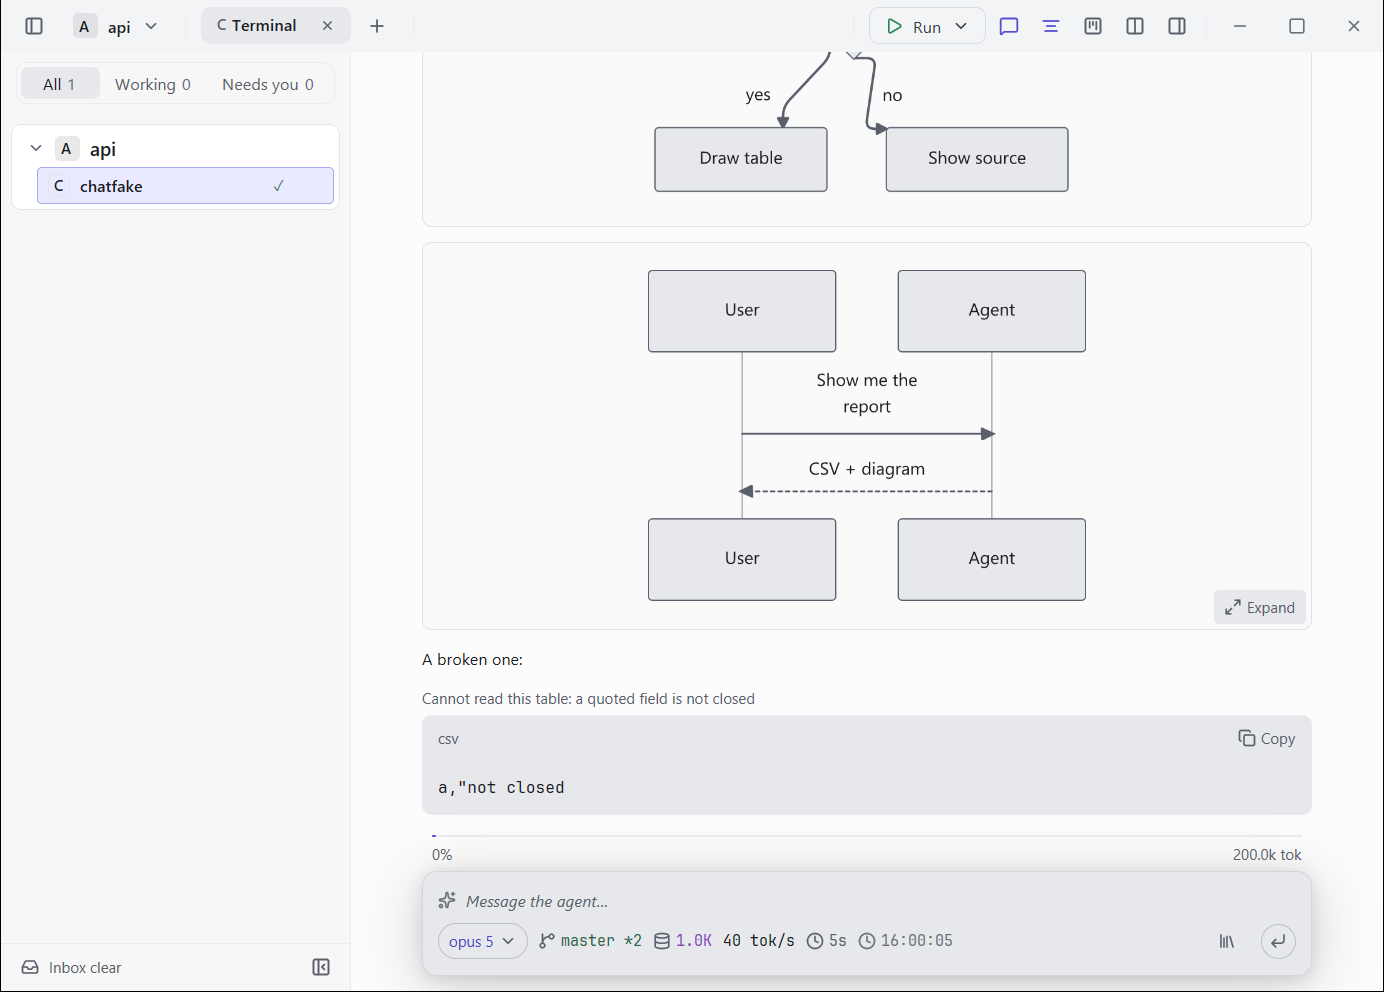 A api
C Terminal
Run
All 1
Working 0
Needs you 0
A api
C chatfake
yes
no
Draw table
Show source
User
Agent
Show me the
report
CSV + diagram
User
Agent
Expand
A broken one:
Cannot read this table: a quoted field is not closed
csv
Copy
a,"not closed
0%
200.0k tok
Message the agent...
opus 5
master *2
1.0K
40 tok/s
5s
16:00:05
Inbox clear